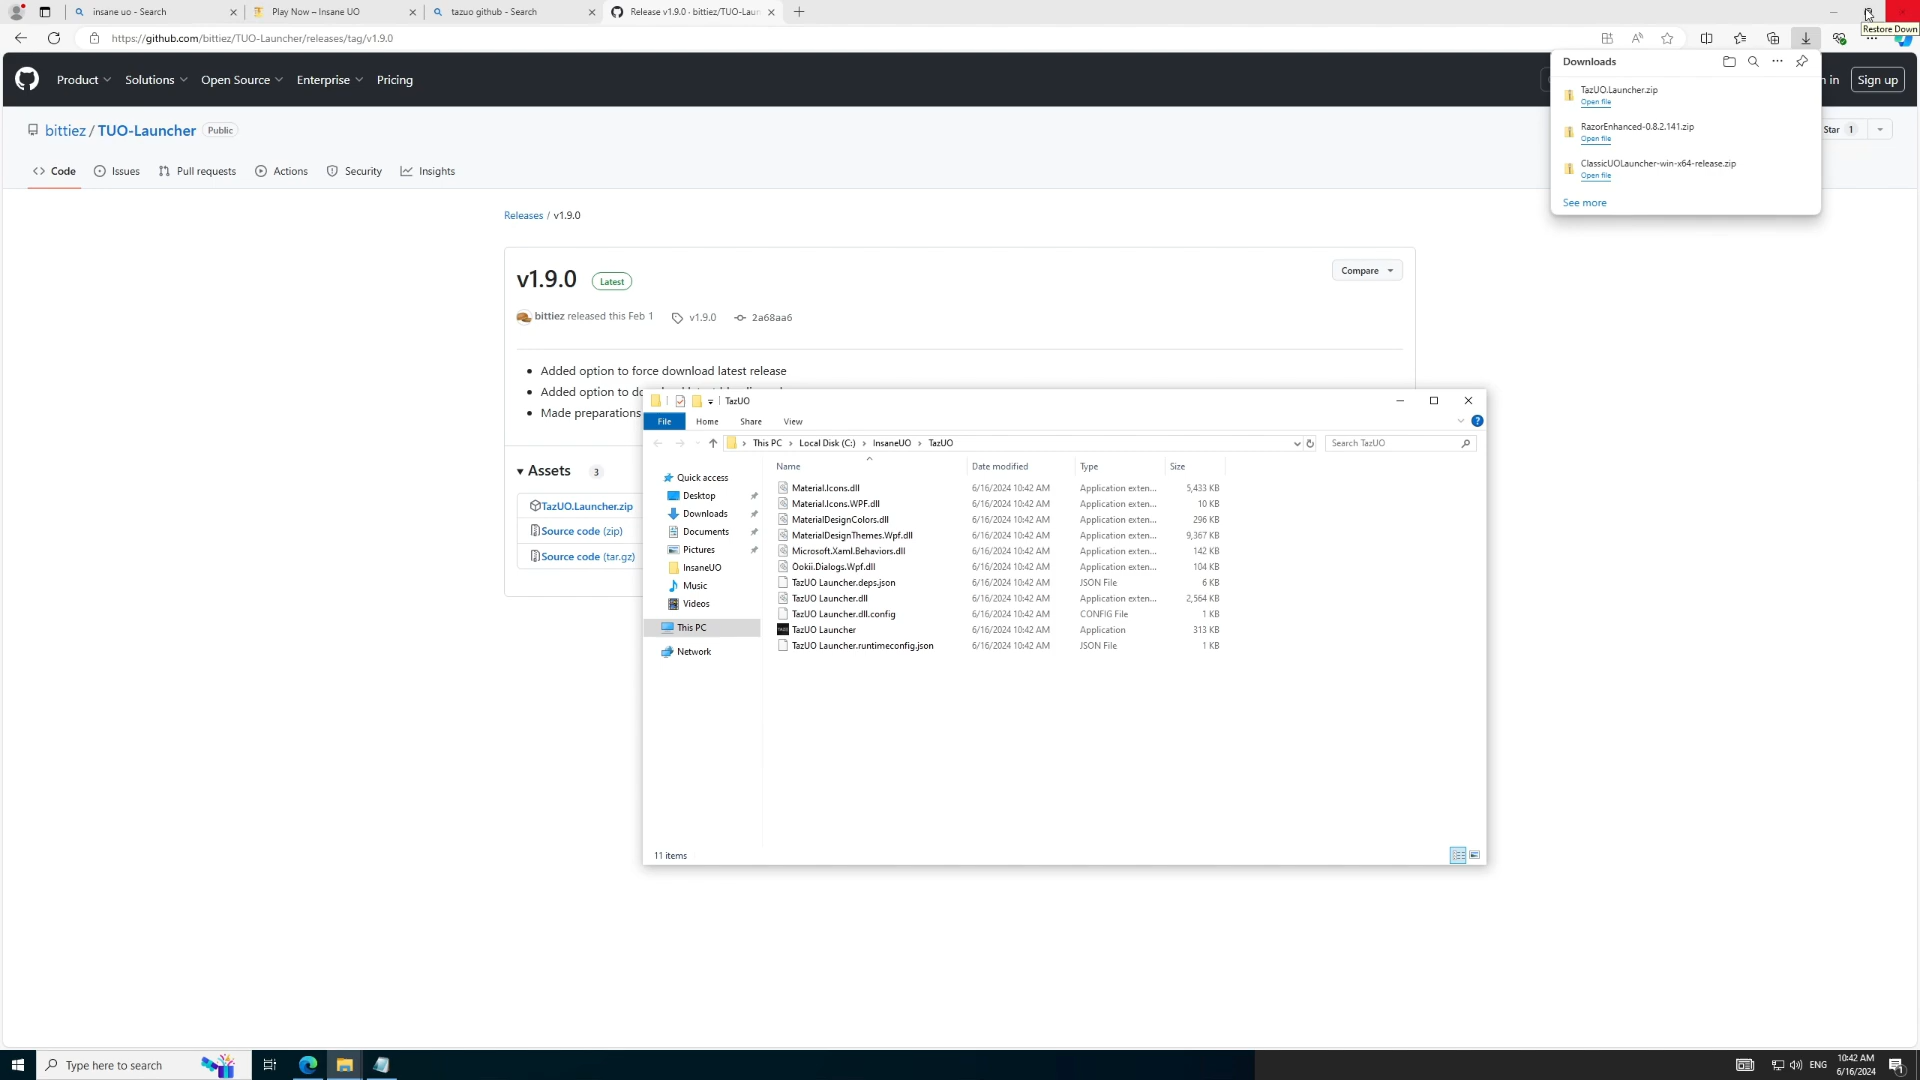 insane uo - Search
Play Now – Insane UO
tazuo github - Search
Release v1.9.0 · bittiez/TUO-Laun
Restore Down
https://github.com/bittiez/TUO-Launcher/releases/tag/v1.9.0
Product
Solutions
Open Source
Enterprise
Pricing
Sign up
Downloads
TazUO.Launcher.zip
Open file
RazorEnhanced-0.8.2.141.zip
Open file
ClassicUOLauncher-win-x64-release.zip
Open file
See more
bittiez / TUO-Launcher Public
Star 1
Code
Issues
Pull requests
Actions
Security
Insights
Releases / v1.9.0
v1.9.0
Latest
Compare
bittiez released this Feb 1
v1.9.0
2a68aa6
Added option to force download latest release
Made preparations
Assets 3
TazUO.Launcher.zip
Source code (zip)
Source code (tar.gz)
TazUO
File
Home
Share
View
This PC
Local Disk (C:)
InsaneUO
TazUO
Search TazUO
Quick access
Desktop
Downloads
Documents
Pictures
InsaneUO
Music
Videos
This PC
Network
Name Date modified Type Size
Material.Icons.dll 6/16/2024 10:42 AM Application exten... 5,433 KB
Material.Icons.WPF.dll 6/16/2024 10:42 AM Application exten... 10 KB
MaterialDesignColors.dll 6/16/2024 10:42 AM Application exten... 296 KB
MaterialDesignThemes.Wpf.dll 6/16/2024 10:42 AM Application exten... 9,367 KB
Microsoft.Xaml.Behaviors.dll 6/16/2024 10:42 AM Application exten... 142 KB
Ookii.Dialogs.Wpf.dll 6/16/2024 10:42 AM Application exten... 104 KB
TazUO Launcher.deps.json 6/16/2024 10:42 AM JSON File 6 KB
TazUO Launcher.dll 6/16/2024 10:42 AM Application exten... 2,564 KB
TazUO Launcher.dll.config 6/16/2024 10:42 AM CONFIG File 1 KB
TazUO Launcher 6/16/2024 10:42 AM Application 313 KB
TazUO Launcher.runtimeconfig.json 6/16/2024 10:42 AM JSON File 1 KB
11 items
Type here to search
ENG
10:42 AM
6/16/2024